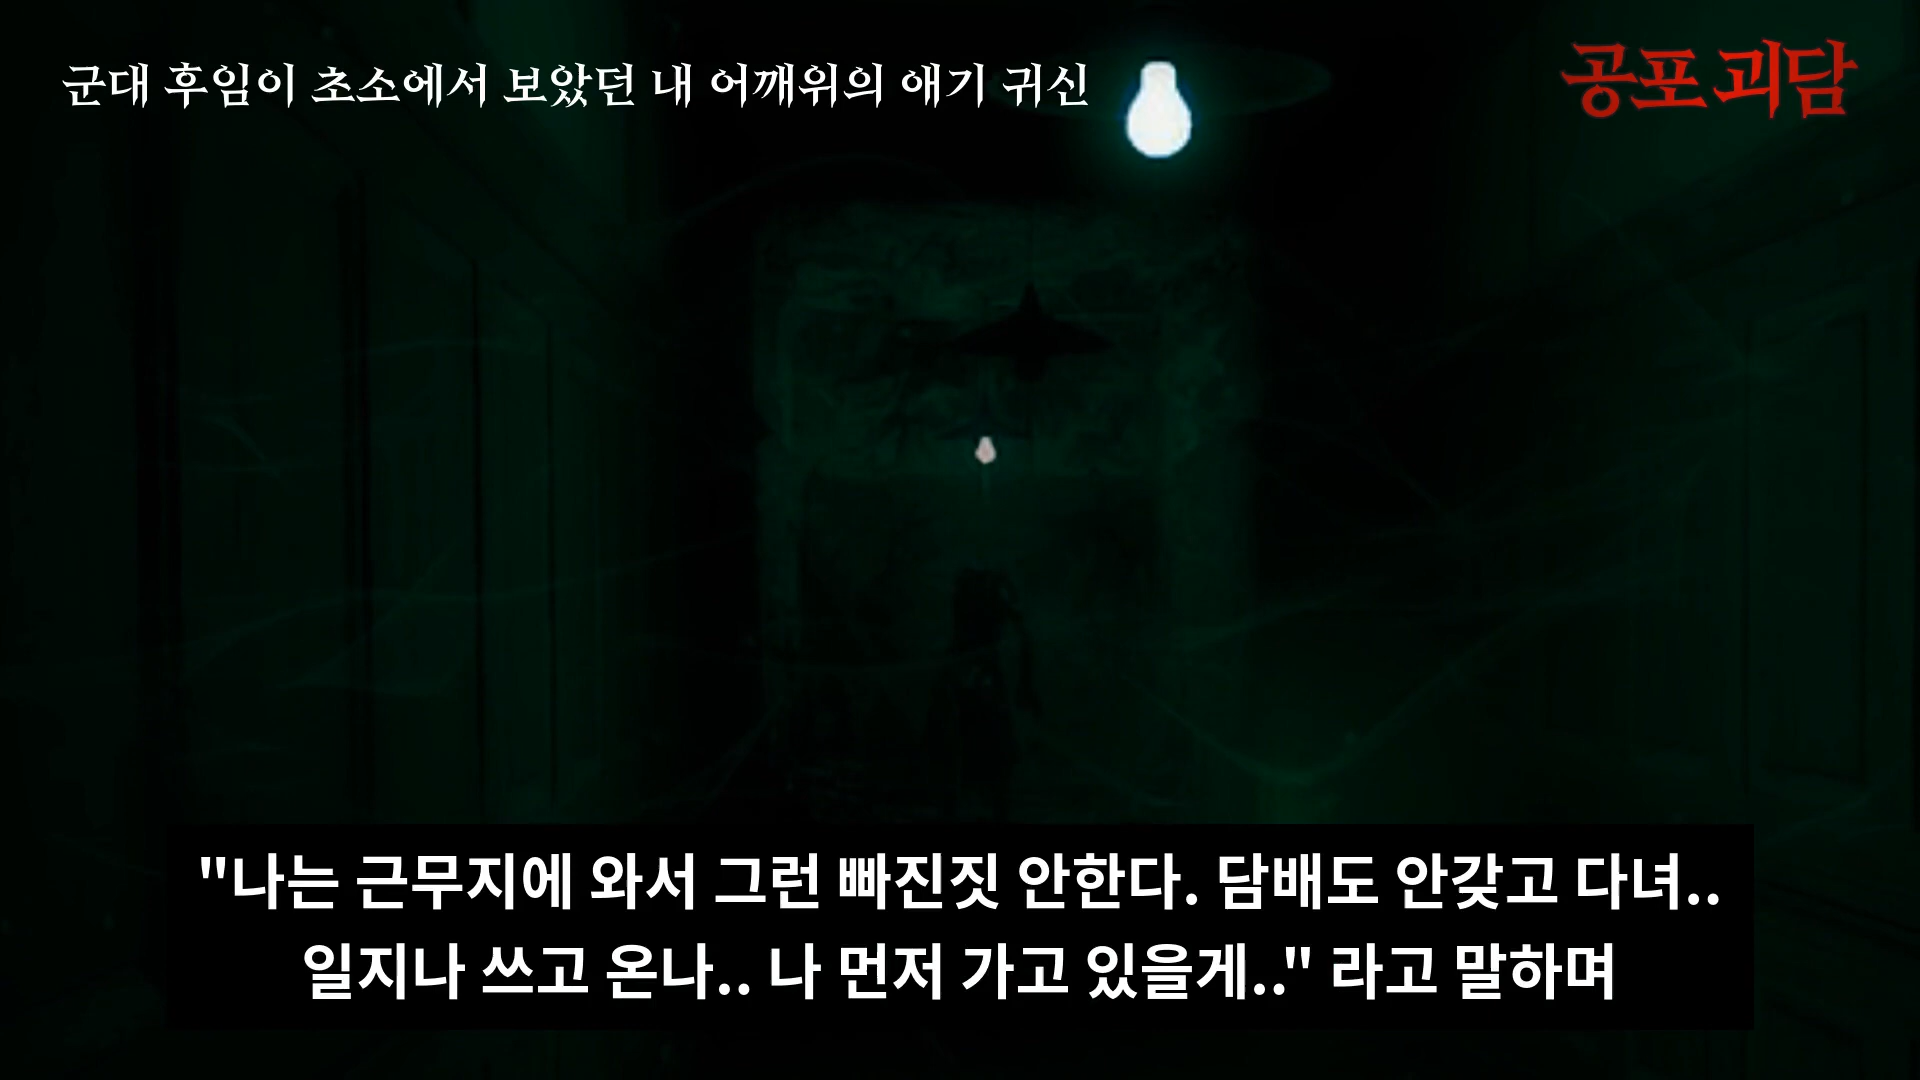 군대 후임이 초소에서 보았던 내 어깨위의 애기 귀신
공포괴담
"나는 근무지에 와서 그런 빠진짓 안한다. 담배도 안갖고 다녀..
일지나 쓰고 온나.. 나 먼저 가고 있을게.." 라고 말하며